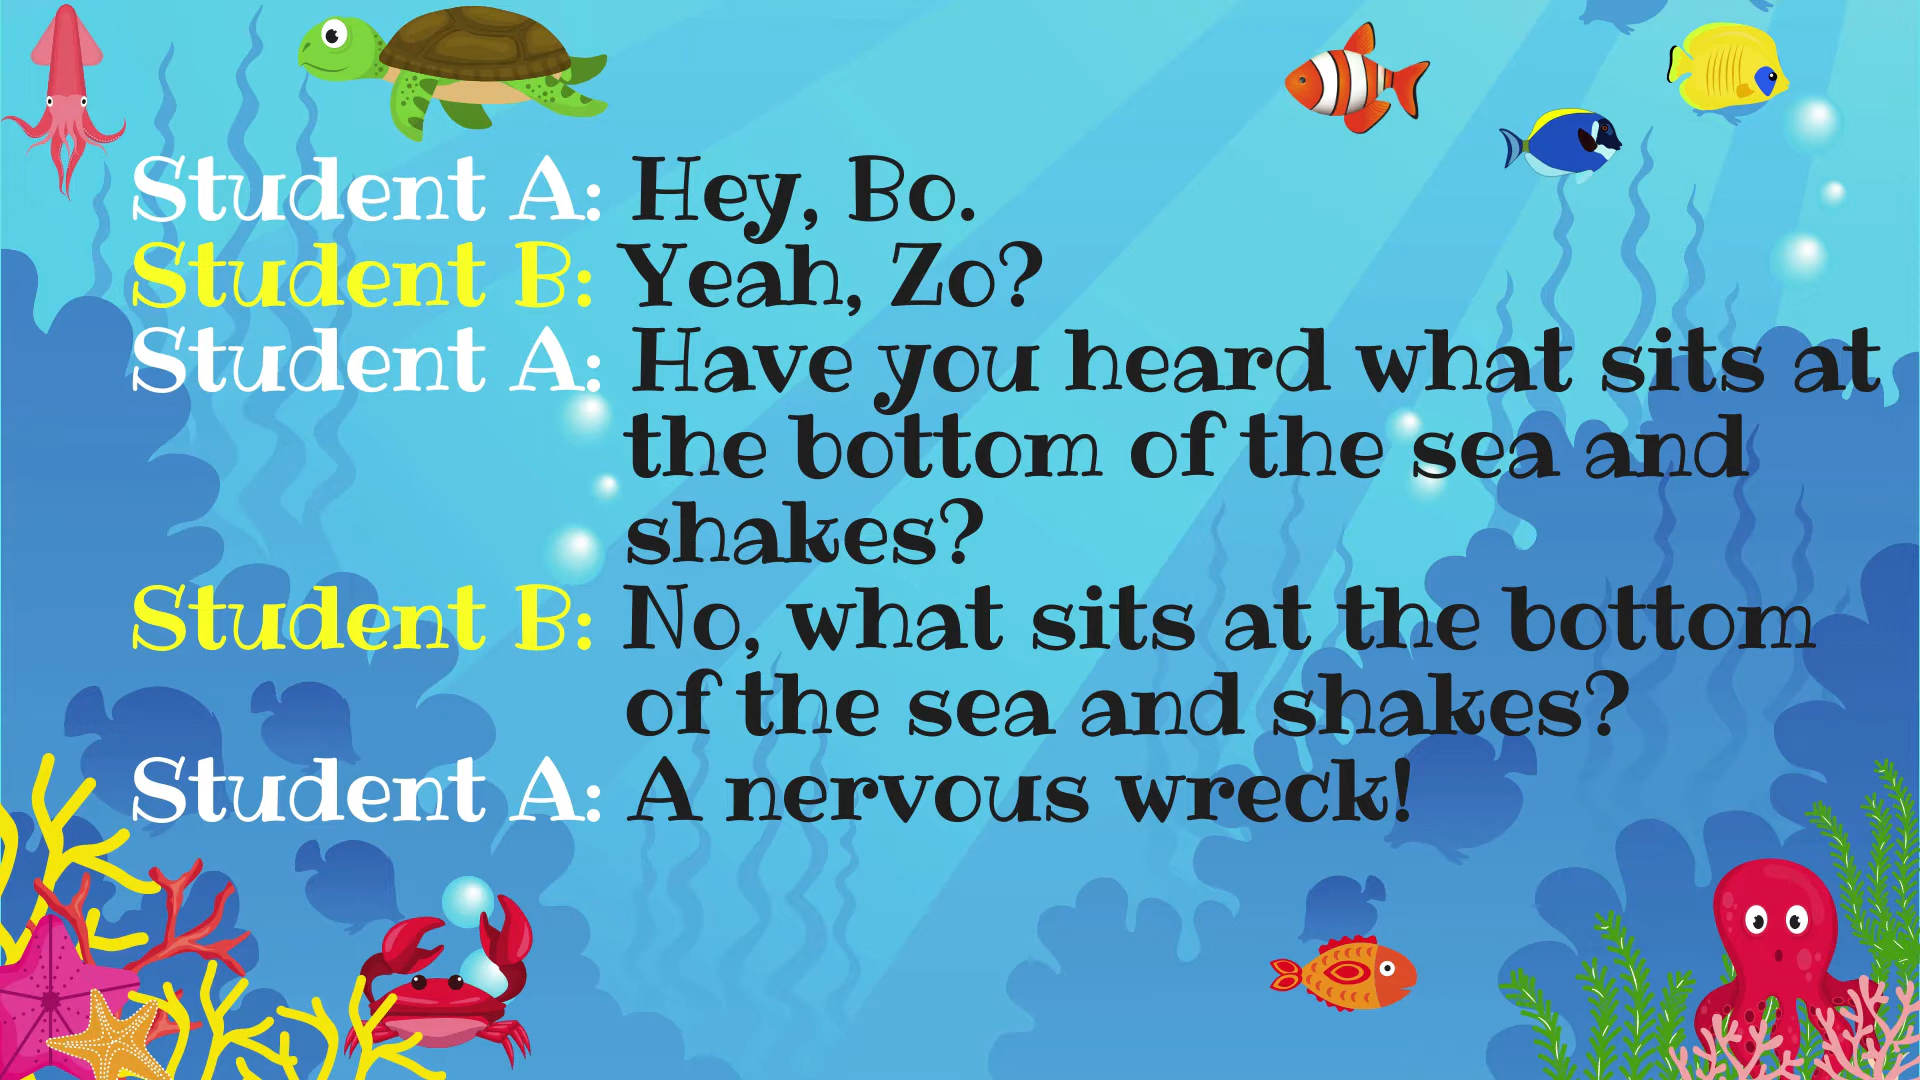 Student A: Hey, Bo.
Student B: Yeah, Zo?
Student A: Have you heard what sits at
the bottom of the sea and
shakes?
Student B: No, what sits at the bottom
of the sea and shakes?
Student A: A nervous wreck!